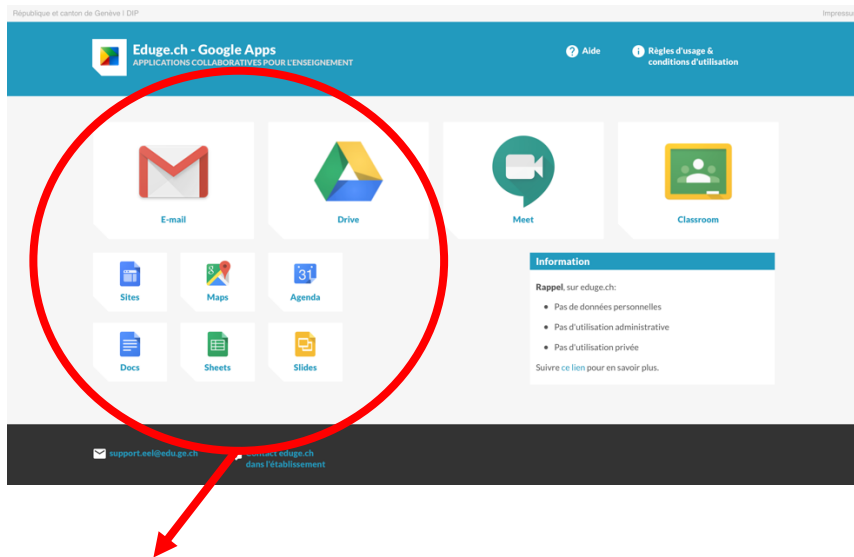 République et canton de Genève I DIP
Impressu
Eduge.ch - Google Apps
APPLICATIONS COLLABORATIVES POUR L'ENSEIGNEMENT
? Aide
i Règles d'usage &
conditions d'utilisation
E-mail
Drive
Meet
Classroom
8
31
Sites
Maps
Agenda
Docs
Sheets
Slides
Information
Rappel, sur eduge.ch:
• Pas de données personnelles
• Pas d'utilisation administrative
• Pas d'utilisation privée
Suivre ce lien pour en savoir plus.
support.eel@edu.ge.ch
Contact eduge.ch
dans l'établissement